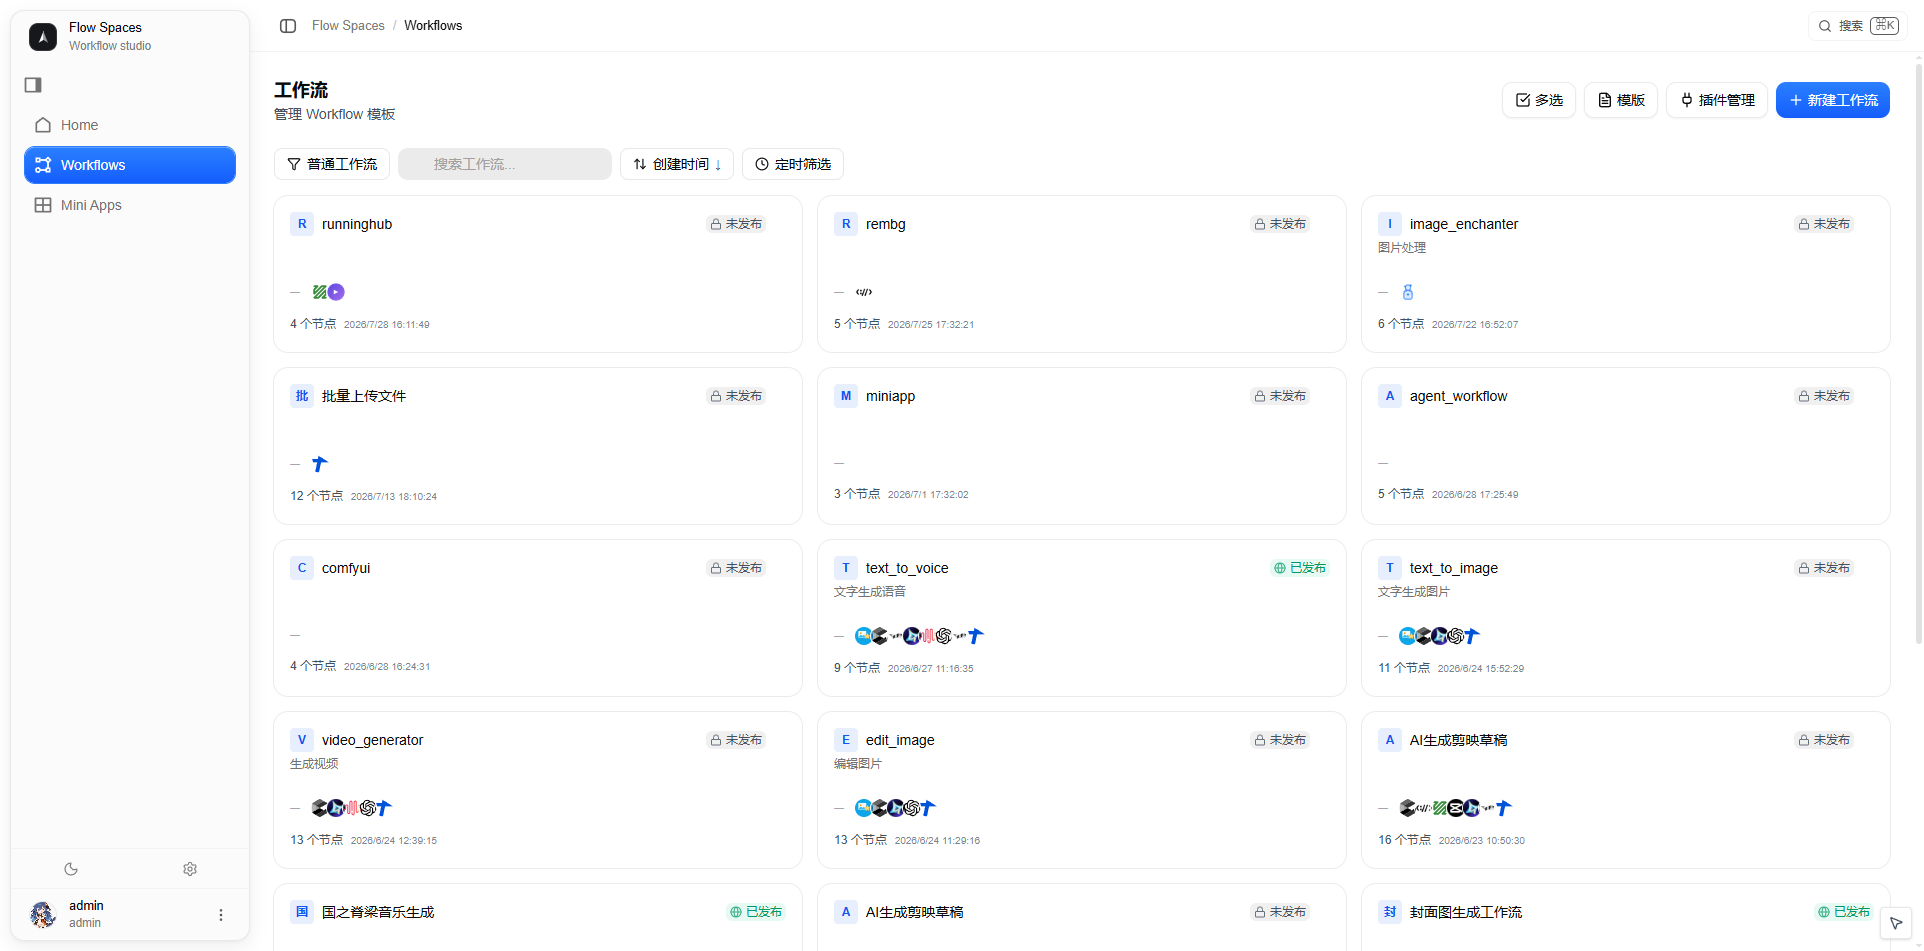 Flow Spaces
Workflow studio
Home
Workflows
Mini Apps
admin
admin
Flow Spaces / Workflows
搜索 ⌘K
工作流
管理 Workflow 模板
多选
模版
插件管理
新建工作流
普通工作流
搜索工作流...
创建时间 ↓
定时筛选
R runninghub 未发布
—
4 个节点 2026/7/28 16:11:49
R rembg 未发布
—
5 个节点 2026/7/25 17:32:21
I image_enchanter 未发布
图片处理
—
6 个节点 2026/7/22 16:52:07
批 批量上传文件 未发布
—
12 个节点 2026/7/13 18:10:24
M miniapp 未发布
—
3 个节点 2026/7/1 17:32:02
A agent_workflow 未发布
—
5 个节点 2026/6/28 17:25:49
C comfyui 未发布
—
4 个节点 2026/6/28 16:24:31
T text_to_voice 已发布
文字生成语音
—
9 个节点 2026/6/27 11:16:35
T text_to_image 未发布
文字生成图片
—
11 个节点 2026/6/24 15:52:29
V video_generator 未发布
生成视频
—
13 个节点 2026/6/24 12:39:15
E edit_image 未发布
编辑图片
—
13 个节点 2026/6/24 11:29:16
A AI生成剪映草稿 未发布
—
16 个节点 2026/6/23 10:50:30
国 国之脊梁音乐生成 已发布
A AI生成剪映草稿 未发布
封 封面图生成工作流 已发布